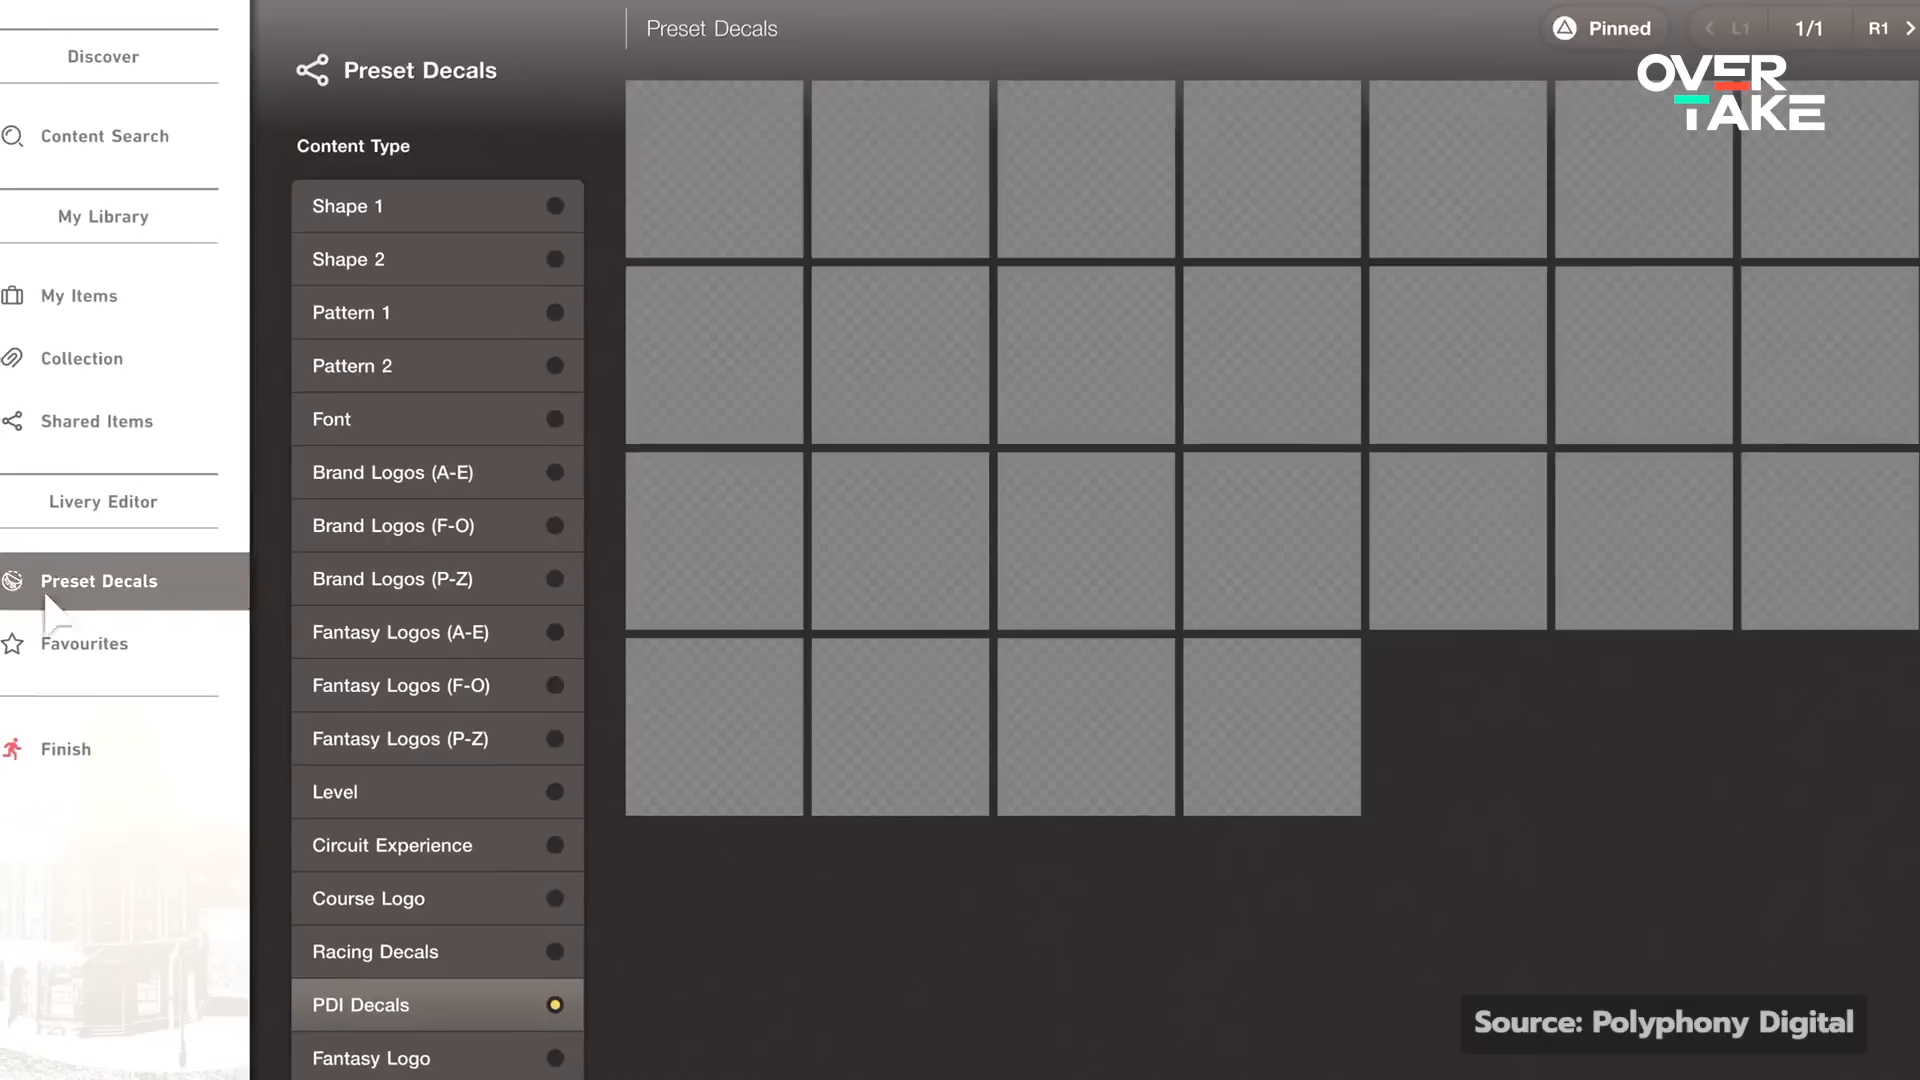 Discover
Content Search
My Library
My Items
Collection
Shared Items
Livery Editor
Preset Decals
Favourites
Finish
Preset Decals
Content Type
Shape 1
Shape 2
Pattern 1
Pattern 2
Font
Brand Logos (A-E)
Brand Logos (F-O)
Brand Logos (P-Z)
Fantasy Logos (A-E)
Fantasy Logos (F-O)
Fantasy Logos (P-Z)
Level
Circuit Experience
Course Logo
Racing Decals
PDI Decals
Fantasy Logo
Preset Decals
Pinned
L1 1/1 R1
OVER
TAKE
Source: Polyphony Digital